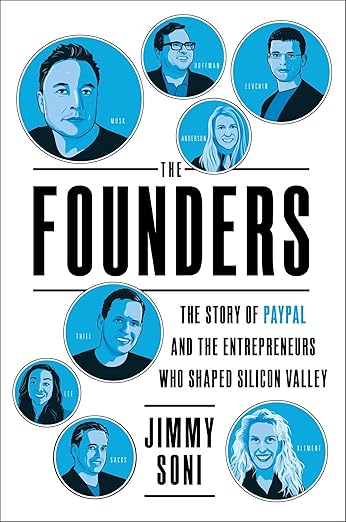 MUSK
HOFFMAN
LEVCHIN
ANDERSON
THE
FOUNDERS
THIEL
THE STORY OF PAYPAL
AND THE ENTREPRENEURS
WHO SHAPED SILICON VALLEY
LEE
SACKS
JIMMY
SONI
KLEMENT